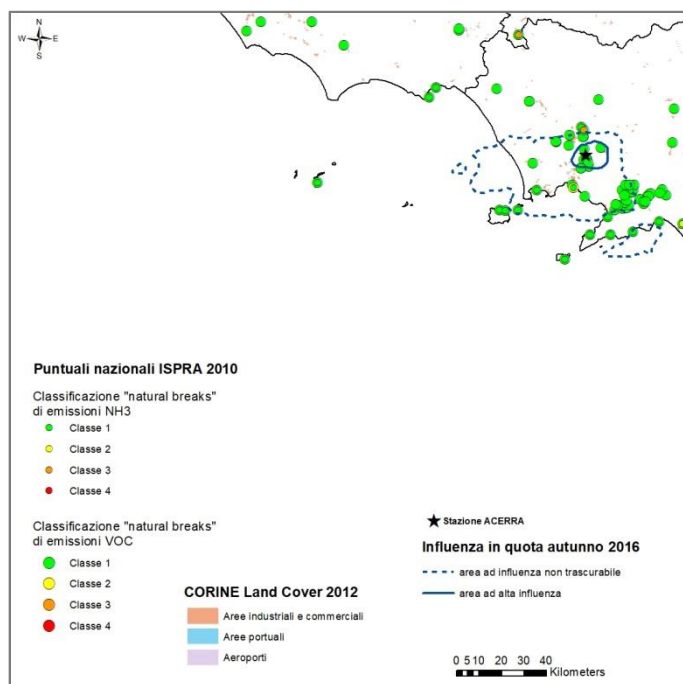 N
W E
S
Puntuali nazionali ISPRA 2010
Classificazione "natural breaks"
di emissioni NH3
Classe 1
Classe 2
Classe 3
Classe 4
Classificazione "natural breaks"
di emissioni VOC
Classe 1
Classe 2
Classe 3
Classe 4
CORINE Land Cover 2012
Aree industriali e commerciali
Aree portuali
Aeroporti
Stazione ACERRA
Influenza in quota autunno 2016
area ad influenza non trascurabile
area ad alta influenza
0 5 10 20 30 40
Kilometers